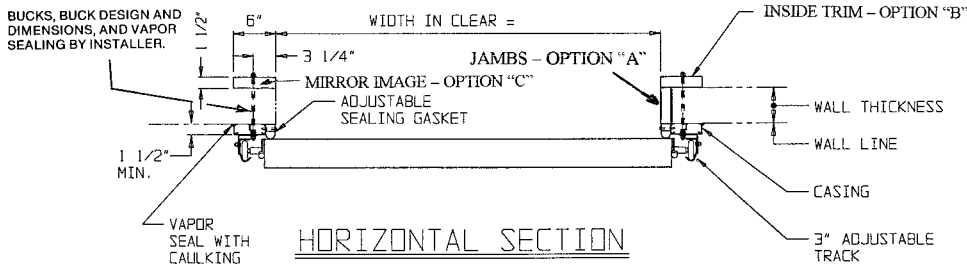 BUCKS, BUCK DESIGN AND
DIMENSIONS, AND VAPOR
SEALING BY INSTALLER.
1 1/2"
6"
WIDTH IN CLEAR =
INSIDE TRIM – OPTION "B"
3 1/4"
JAMBS – OPTION "A"
MIRROR IMAGE – OPTION "C"
ADJUSTABLE
SEALING GASKET
WALL THICKNESS
WALL LINE
1 1/2"
MIN.
CASING
VAPOR
SEAL WITH
CAULKING
HORIZONTAL SECTION
3" ADJUSTABLE
TRACK